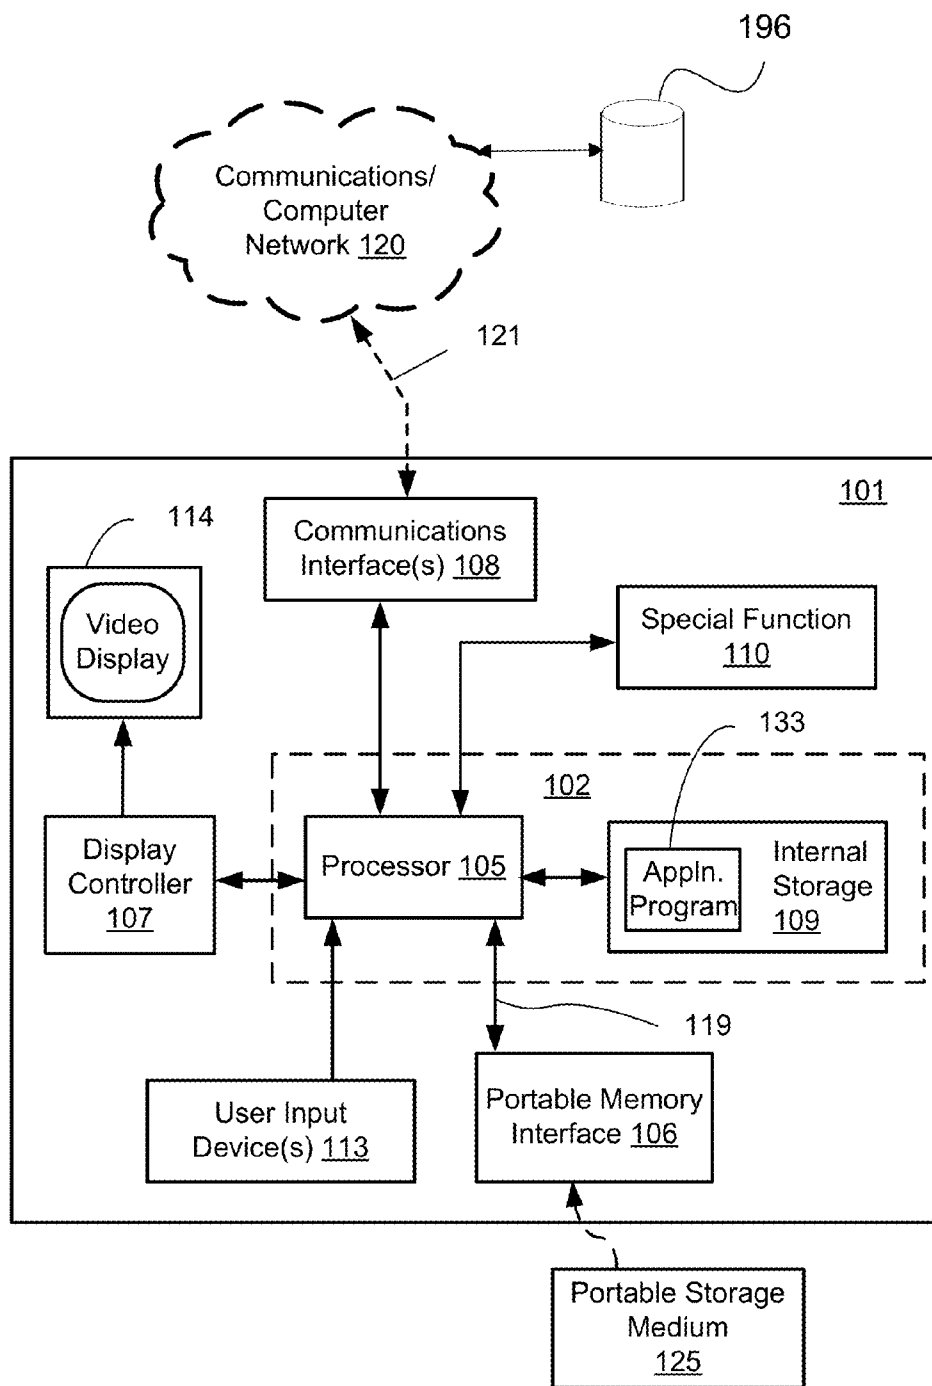 196
Communications/
Computer
Network 120
121
101
114
Communications
Interface(s) 108
Video
Display
Special Function
110
133
102
Display
Controller
107
Processor 105
Appln.
Program
Internal
Storage
109
119
User Input
Device(s) 113
Portable Memory
Interface 106
Portable Storage
Medium
125